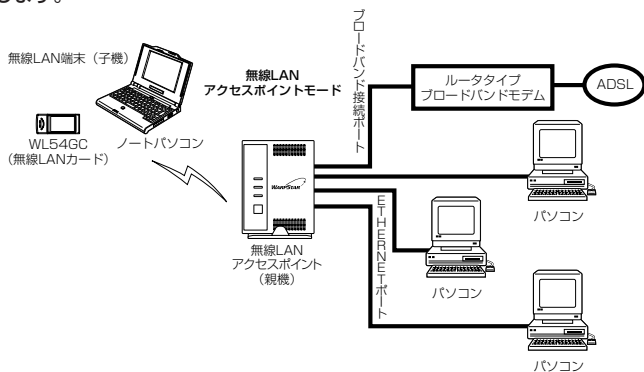 します。
無線LAN端末（子機）
WL54GC
（無線LANカード）
ノートパソコン
無線LAN
アクセスポイントモード
ブロードバンド接続ポート
ルータタイプ
ブロードバンドモデム
ADSL
WARPSTAR
無線LAN
アクセスポイント
（親機）
ETHERNETポート
パソコン
パソコン
パソコン